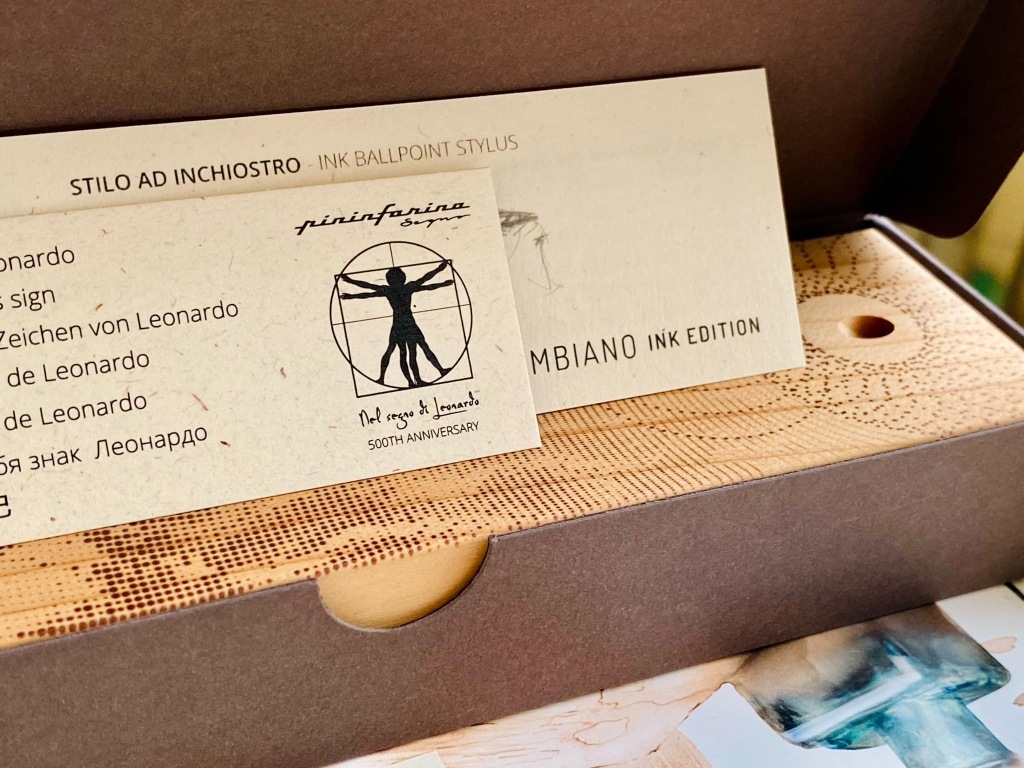 STILO AD INCHIOSTRO - INK BALLPOINT STYLUS
MBIANO INK EDITION
pininfarina
Segno
onardo
s sign
Zeichen von Leonardo
de Leonardo
de Leonardo
бя знак Леонардо
Nel segno di Leonardo
500TH ANNIVERSARY